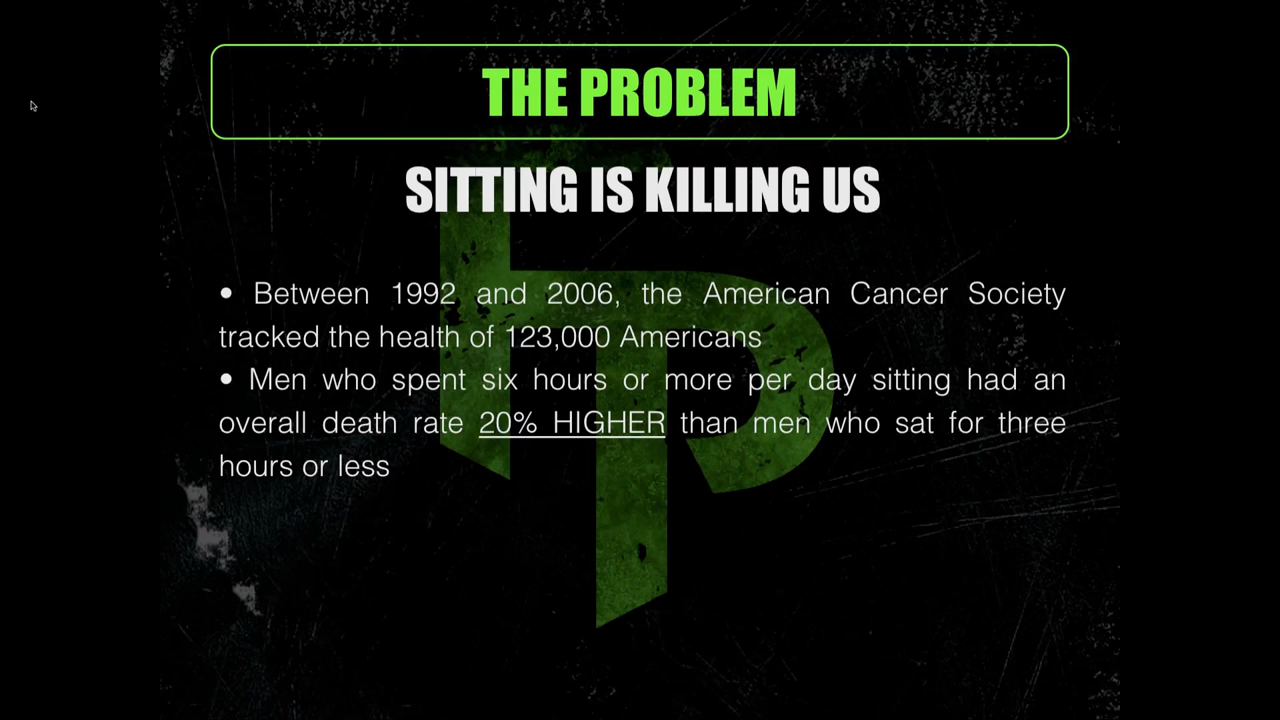 THE PROBLEM
SITTING IS KILLING US
• Between 1992 and 2006, the American Cancer Society
tracked the health of 123,000 Americans
• Men who spent six hours or more per day sitting had an
overall death rate 20% HIGHER than men who sat for three
hours or less